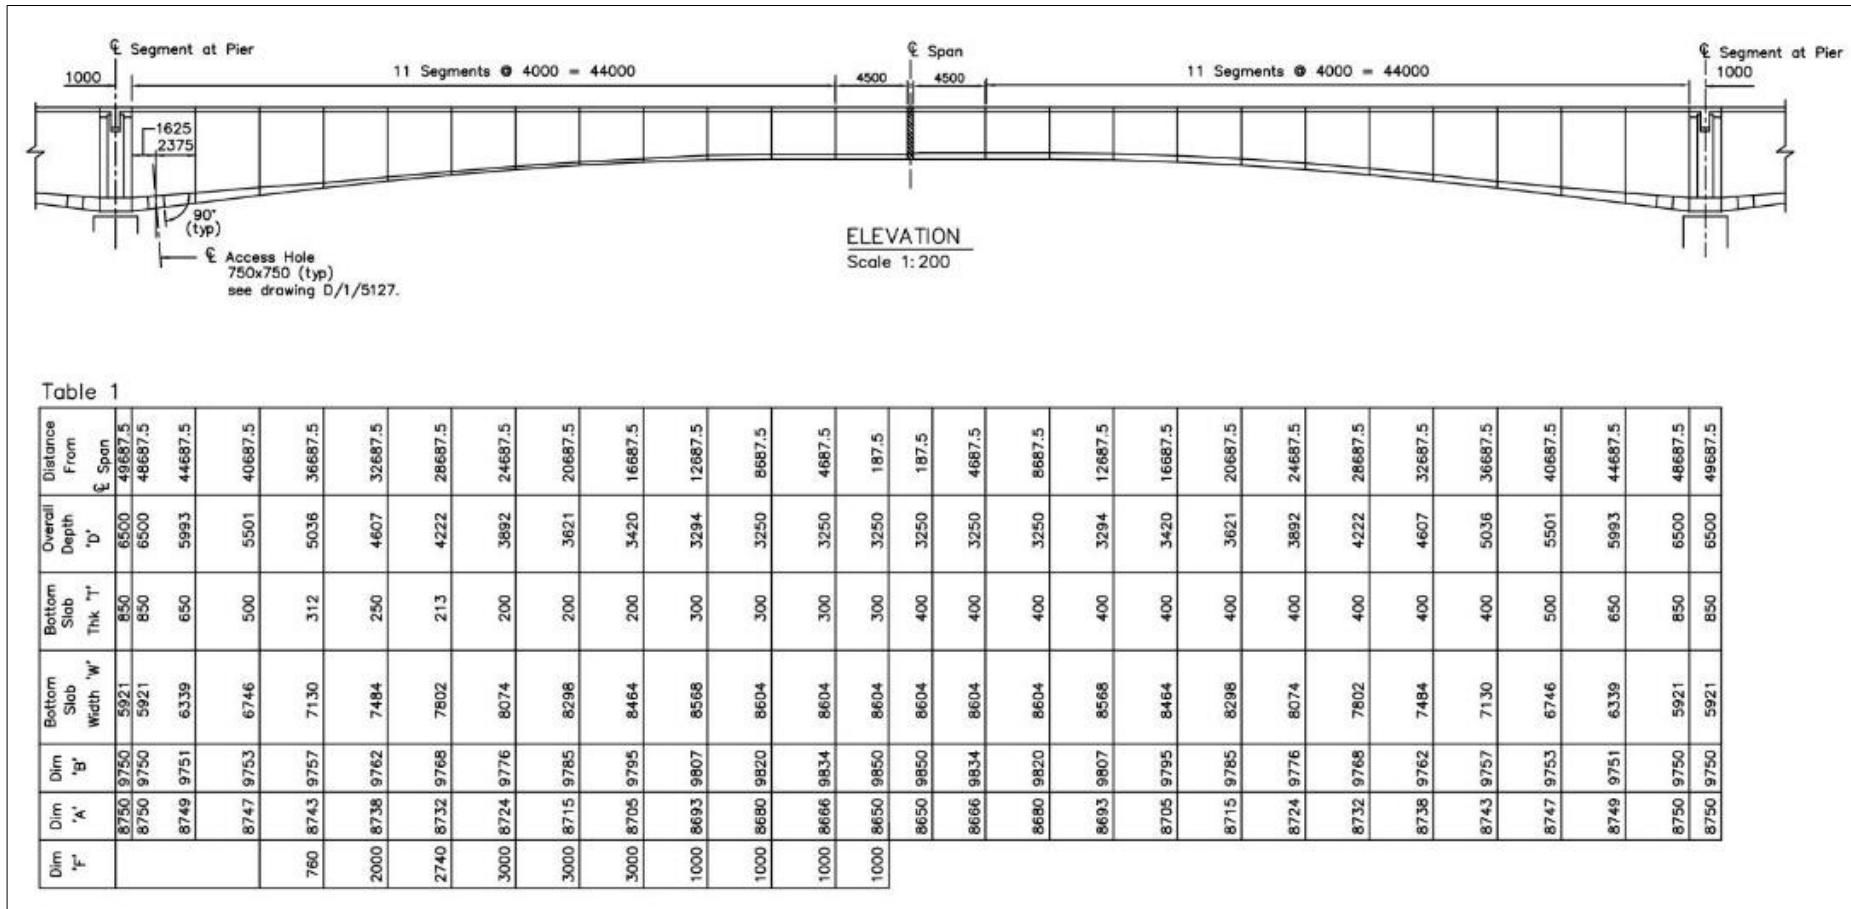 ℄ Segment at Pier
℄ Span
℄ Segment at Pier
1000
11 Segments @ 4000 = 44000
4500
4500
11 Segments @ 4000 = 44000
1000
1625
2375
90°
(typ)
℄ Access Hole
750x750 (typ)
see drawing D/1/5127.
ELEVATION
Scale 1:200
Table 1
Distance From ℄ Span 49687.5 48687.5 44687.5 40687.5 36687.5 32687.5 28687.5 24687.5 20687.5 16687.5 12687.5 8687.5 4687.5 187.5 187.5 4687.5 8687.5 12687.5 16687.5 20687.5 24687.5 28687.5 32687.5 36687.5 40687.5 44687.5 48687.5 49687.5
Overall Depth 'D' 6500 6500 5993 5501 5036 4607 4222 3892 3621 3420 3294 3250 3250 3250 3250 3250 3250 3294 3420 3621 3892 4222 4607 5036 5501 5993 6500 6500
Bottom Slab Thk 'T' 850 850 650 500 312 250 213 200 200 200 300 300 300 300 400 400 400 400 400 400 400 400 400 400 500 650 850 850
Bottom Slab Width 'W' 5921 5921 6339 6746 7130 7484 7802 8074 8298 8464 8568 8604 8604 8604 8604 8604 8604 8568 8464 8298 8074 7802 7484 7130 6746 6339 5921 5921
Dim 'B' 9750 9750 9751 9753 9757 9762 9768 9776 9785 9795 9807 9820 9834 9850 9850 9834 9820 9807 9795 9785 9776 9768 9762 9757 9753 9751 9750 9750
Dim 'A' 8750 8750 8749 8747 8743 8738 8732 8724 8715 8705 8693 8680 8666 8650 8650 8666 8680 8693 8705 8715 8724 8732 8738 8743 8747 8749 8750 8750
Dim 'F' 760 2000 2740 3000 3000 3000 1000 1000 1000 1000